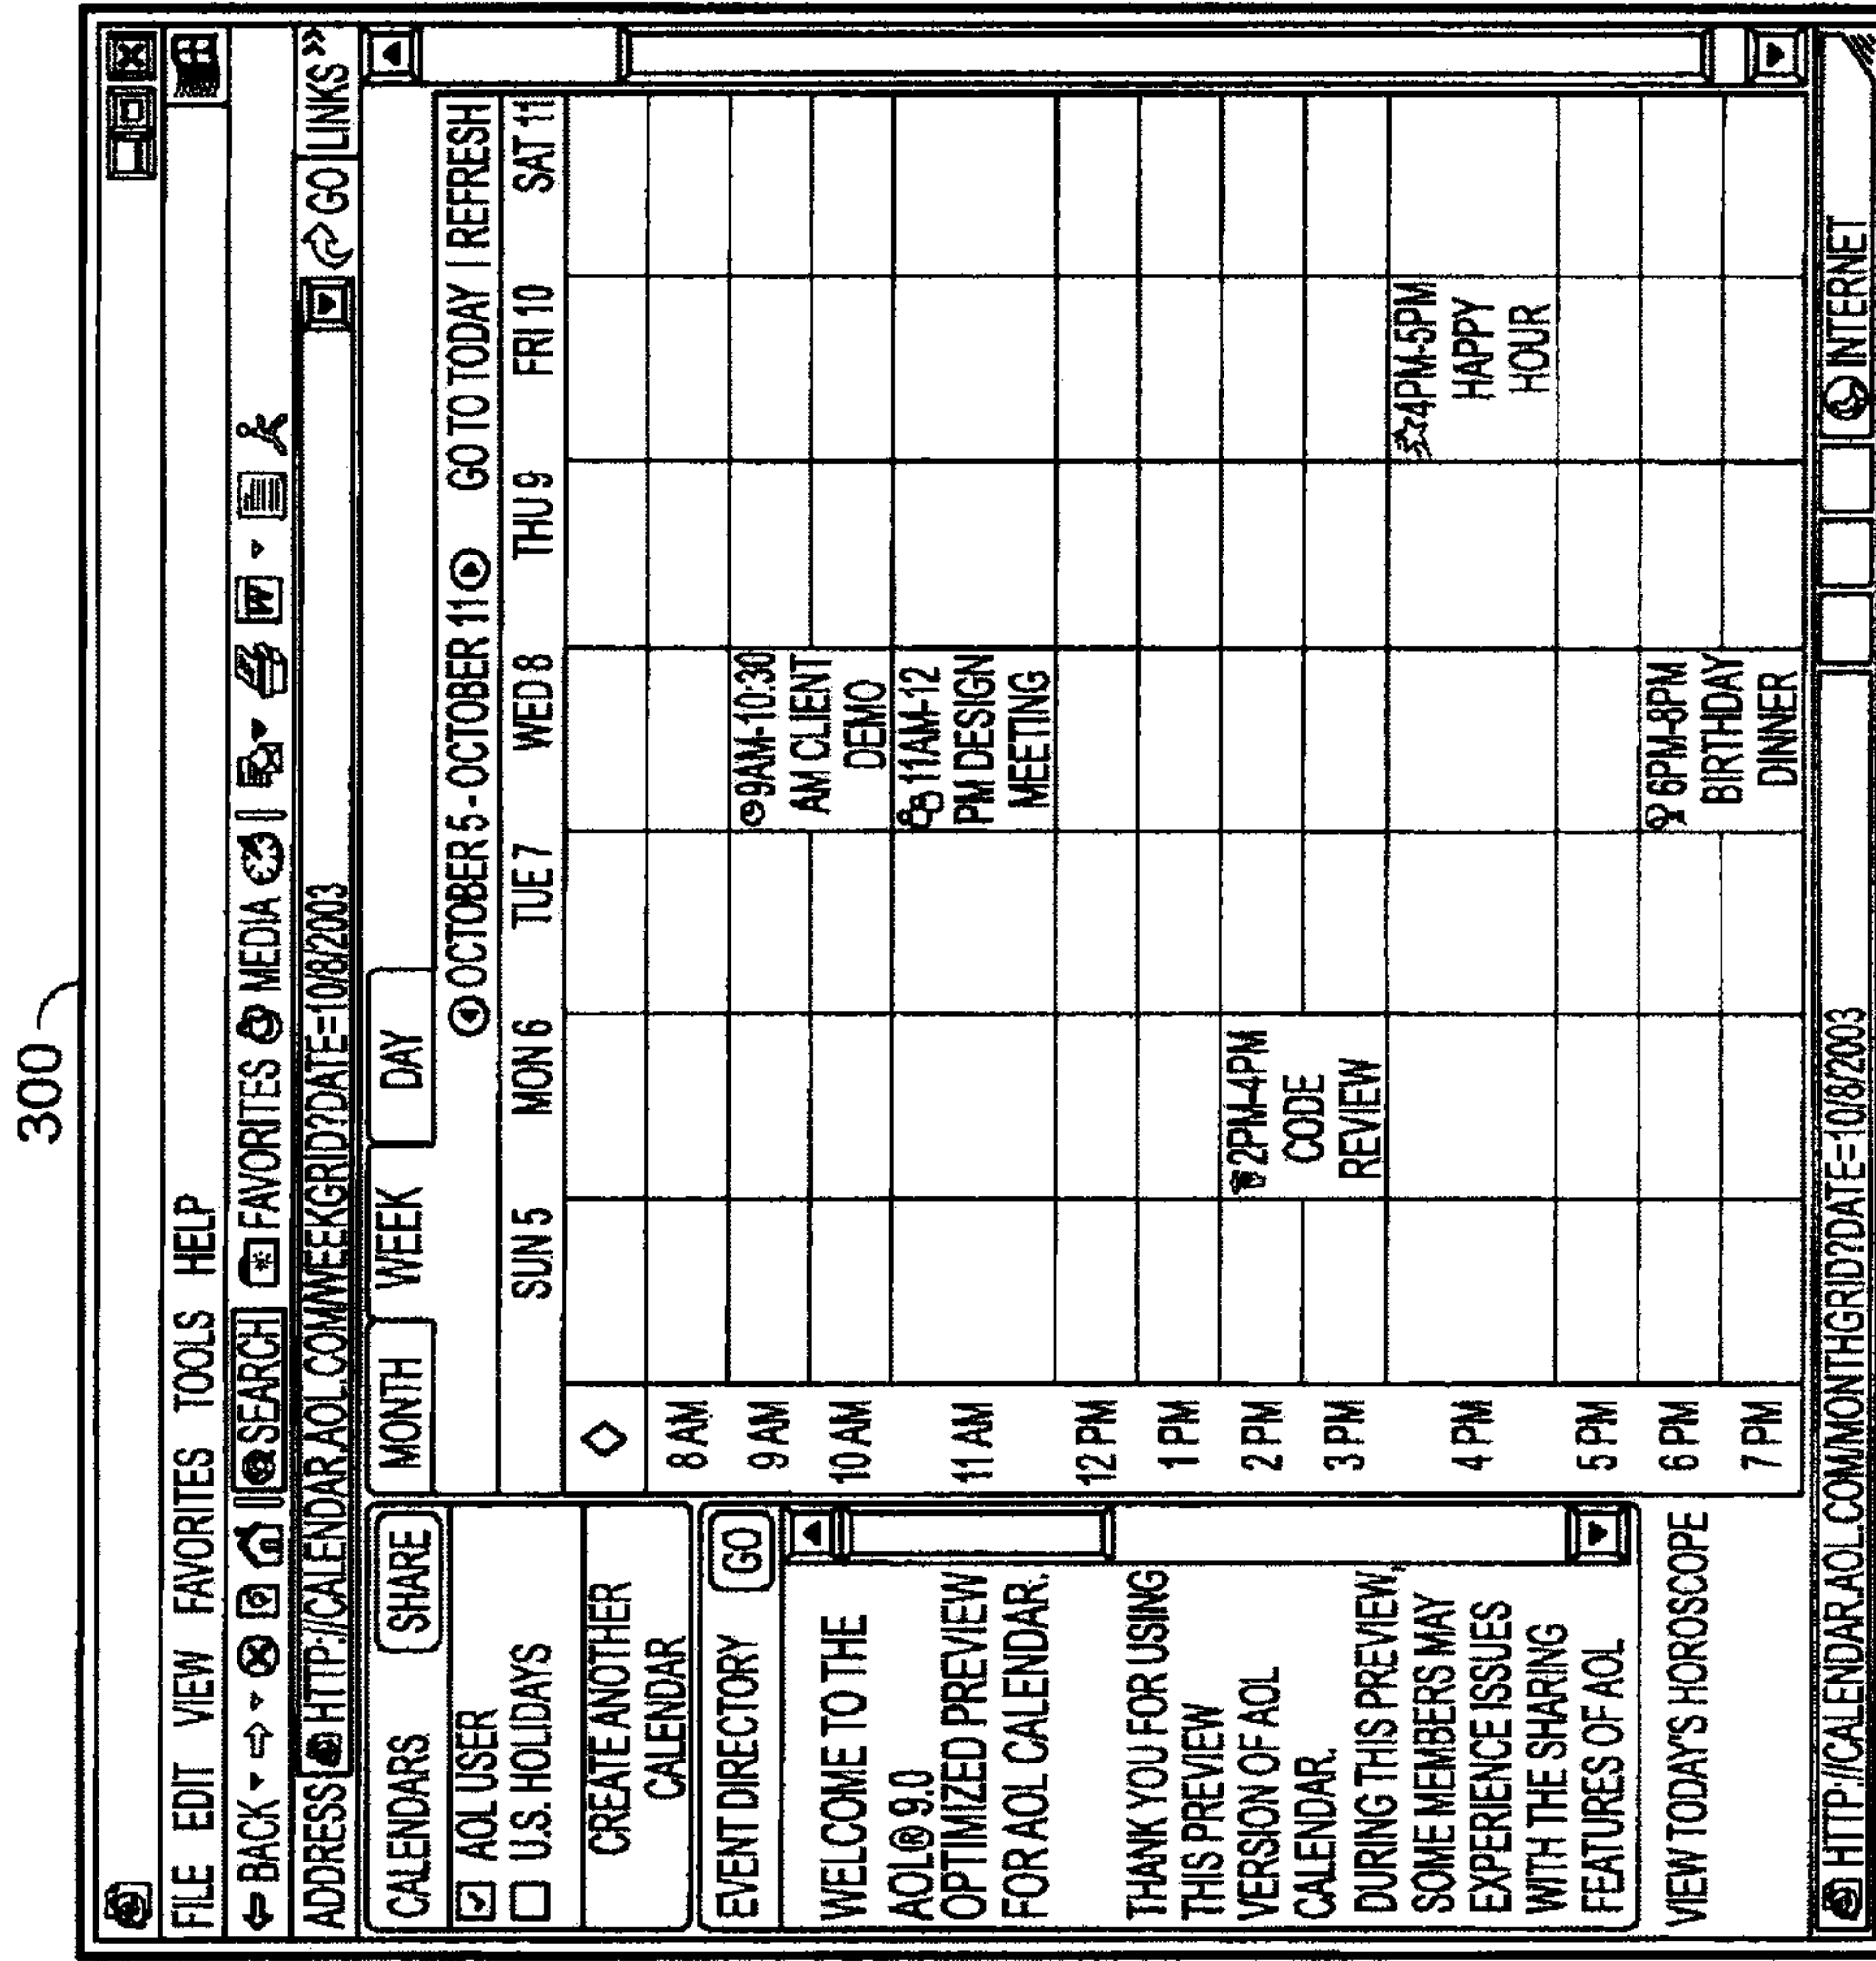 300
FILE EDIT VIEW FAVORITES TOOLS HELP
BACK SEARCH FAVORITES MEDIA W
ADDRESS HTTP://CALENDAR.AOL.COM/WEEKGRID?DATE=10/8/2003 GO LINKS »
CALENDARS SHARE
AOL USER
U.S. HOLIDAYS
CREATE ANOTHER
CALENDAR
EVENT DIRECTORY GO
WELCOME TO THE
AOL® 9.0
OPTIMIZED PREVIEW
FOR AOL CALENDAR.
THANK YOU FOR USING
THIS PREVIEW
VERSION OF AOL
CALENDAR.
DURING THIS PREVIEW,
SOME MEMBERS MAY
EXPERIENCE ISSUES
WITH THE SHARING
FEATURES OF AOL
VIEW TODAY'S HOROSCOPE
MONTH WEEK DAY
OCTOBER 5 - OCTOBER 11 GO TO TODAY | REFRESH
SUN 5 MON 6 TUE 7 WED 8 THU 9 FRI 10 SAT 11
8 AM
9 AM
10 AM
11 AM
12 PM
1 PM
2 PM
3 PM
4 PM
5 PM
6 PM
7 PM
2PM-4PM
CODE
REVIEW
9AM-10:30
AM CLIENT
DEMO
11AM-12
PM DESIGN
MEETING
6PM-8PM
BIRTHDAY
DINNER
4PM-5PM
HAPPY
HOUR
HTTP://CALENDAR.AOL.COM/MONTHGRID?DATE=10/8/2003 INTERNET